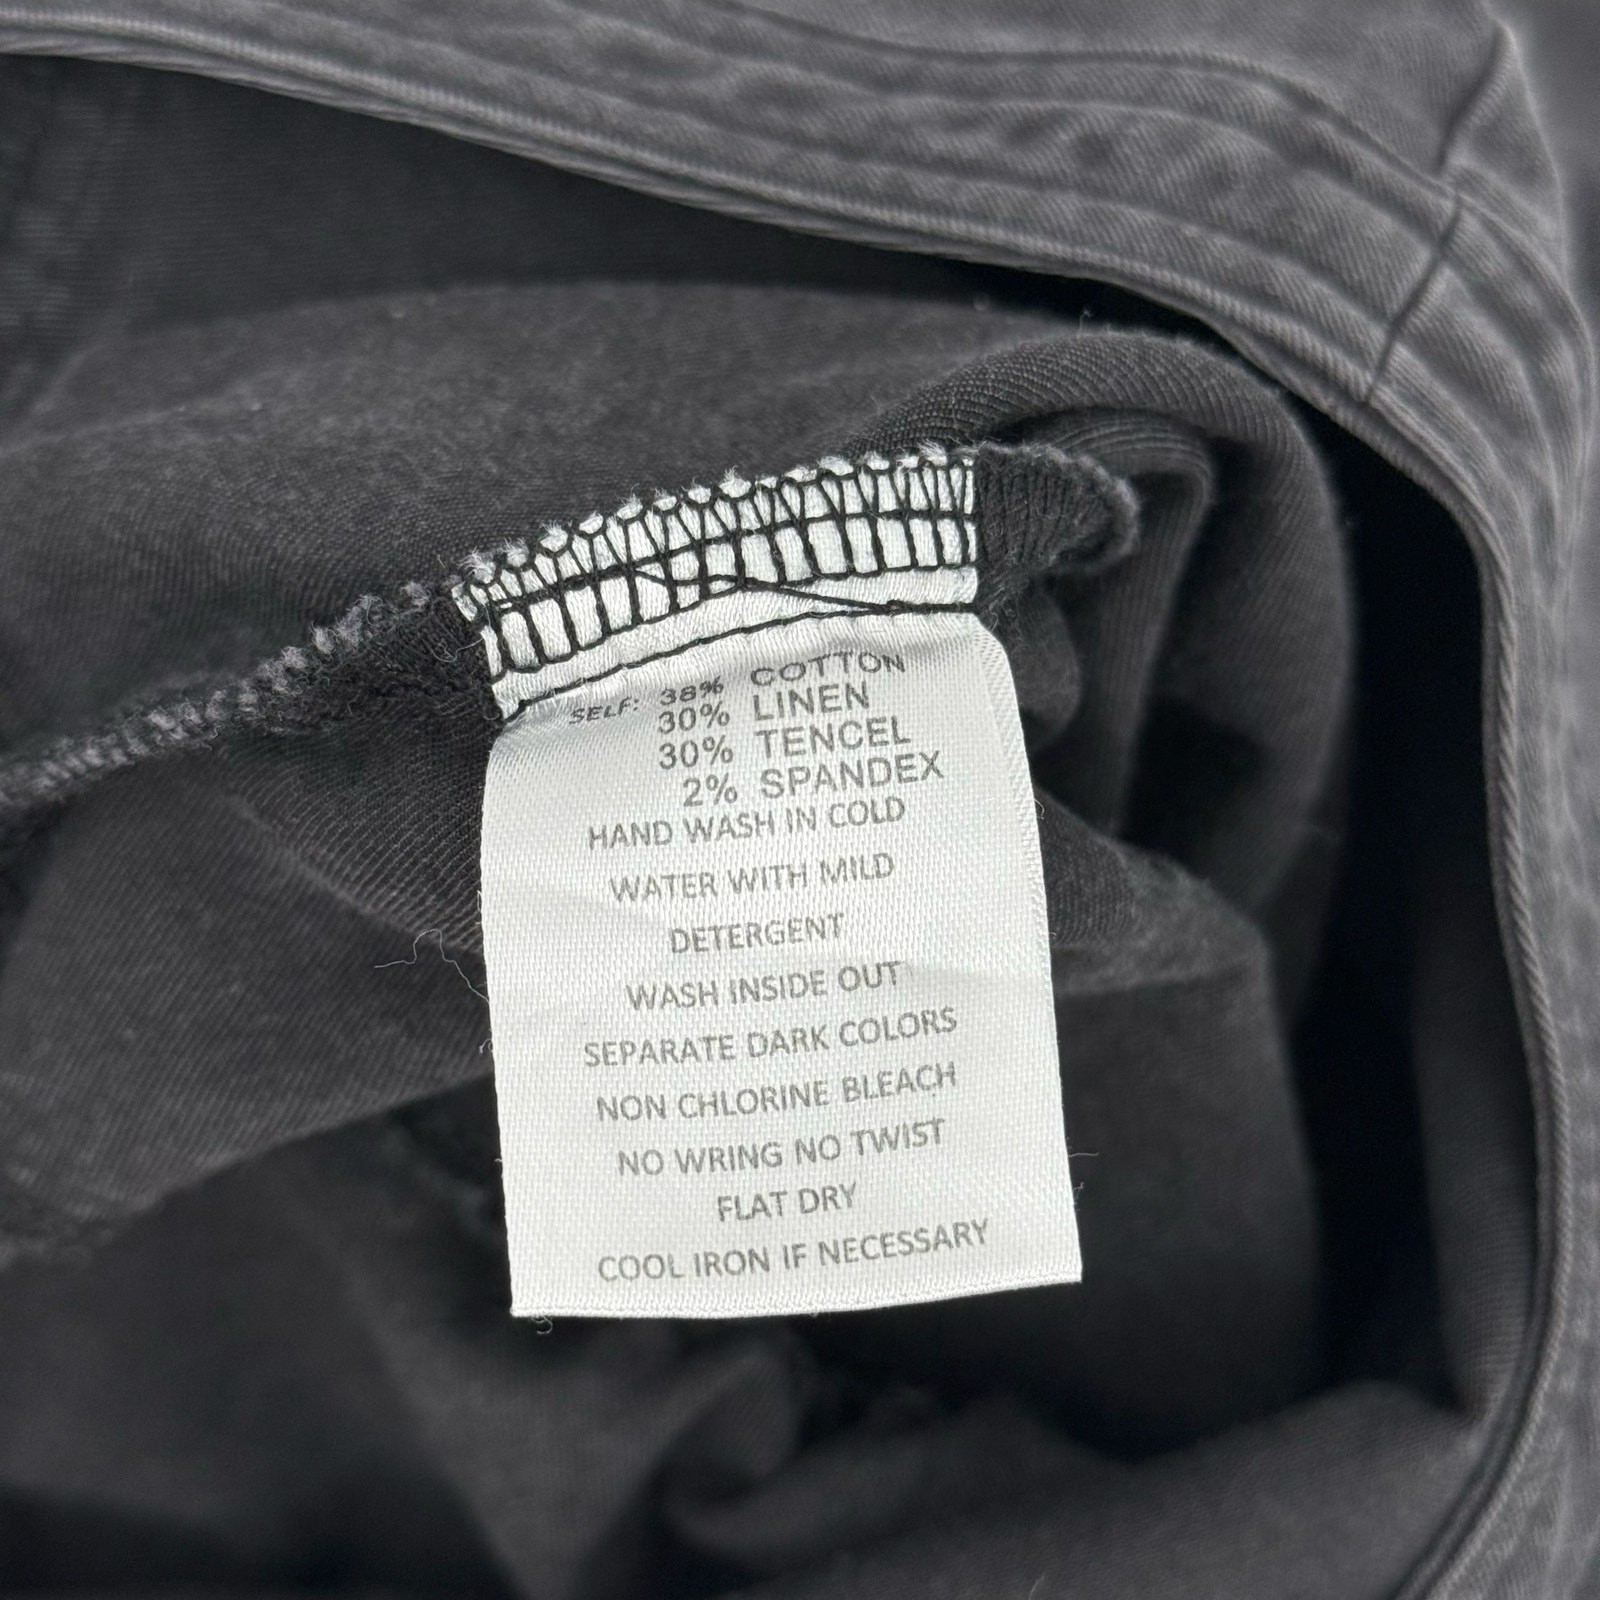 SELF: 38% COTTON
30% LINEN
30% TENCEL
2% SPANDEX
HAND WASH IN COLD
WATER WITH MILD
DETERGENT
WASH INSIDE OUT
SEPARATE DARK COLORS
NON CHLORINE BLEACH
NO WRING NO TWIST
FLAT DRY
COOL IRON IF NECESSARY